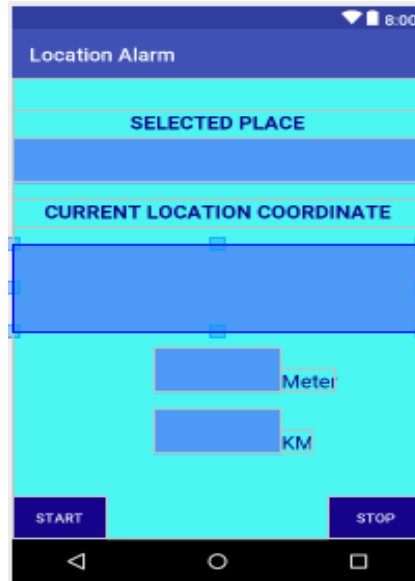 8:00
Location Alarm
SELECTED PLACE
CURRENT LOCATION COORDINATE
Meter
KM
START STOP